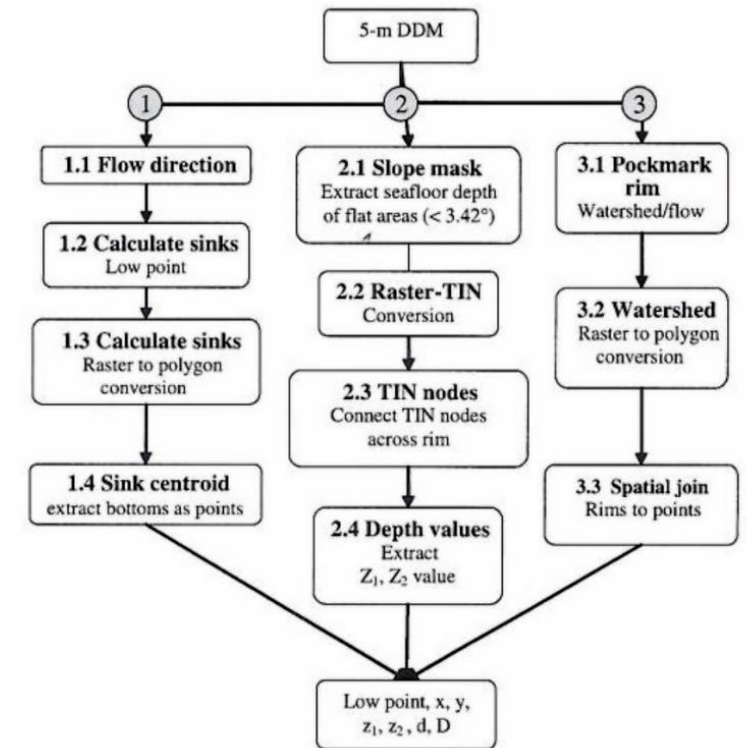 5-m DDM
1
2
3
1.1 Flow direction
1.2 Calculate sinks
Low point
1.3 Calculate sinks
Raster to polygon
conversion
1.4 Sink centroid
extract bottoms as points
2.1 Slope mask
Extract seafloor depth
of flat areas (< 3.42°)
2.2 Raster-TIN
Conversion
2.3 TIN nodes
Connect TIN nodes
across rim
2.4 Depth values
Extract
Z₁, Z₂ value
3.1 Pockmark
rim
Watershed/flow
3.2 Watershed
Raster to polygon
conversion
3.3 Spatial join
Rims to points
Low point, x, y,
z₁, z₂, d, D